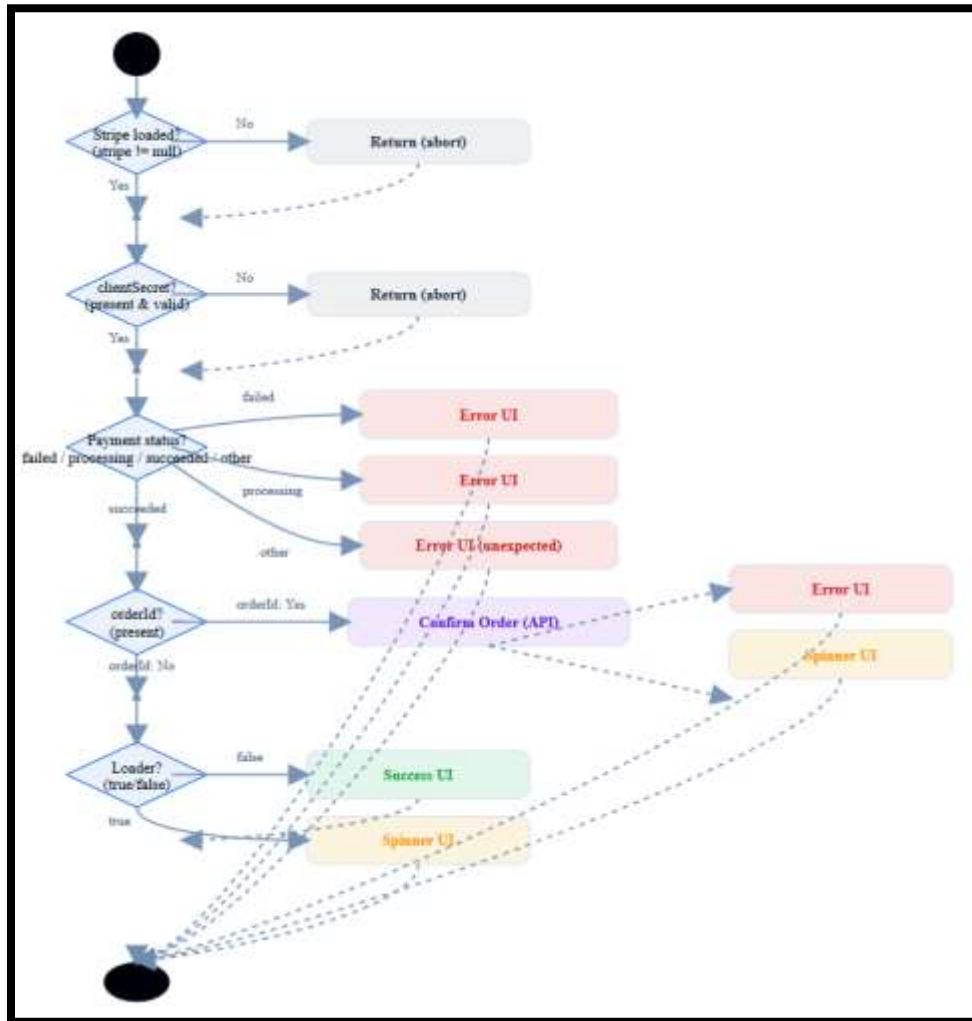 Stripe loaded?
(stripe != null)
No
Return (abort)
Yes
clientSecret?
(present & valid)
No
Return (abort)
Yes
failed
Error UI
Payment status?
failed / processing / succeeded / other
Error UI
processing
succeeded
other
Error UI (unexpected)
orderId?
(present)
orderId: Yes
Confirm Order (API)
Error UI
Spinner UI
orderId: No
Loader?
(true/false)
false
Success UI
true
Spinner UI